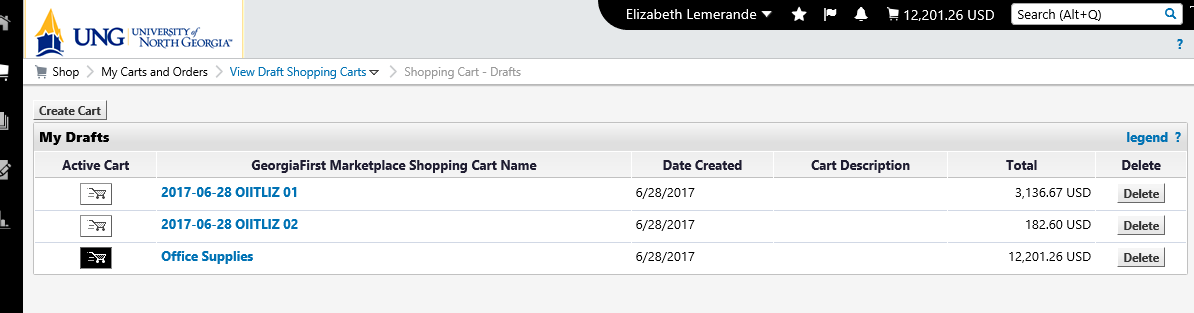 Elizabeth Lemerande 12,201.26 USD Search (Alt+Q)
UNG UNIVERSITY of
NORTH GEORGIA™
?
Shop My Carts and Orders View Draft Shopping Carts Shopping Cart - Drafts
Create Cart
My Drafts legend ?
Active Cart GeorgiaFirst Marketplace Shopping Cart Name Date Created Cart Description Total Delete
2017-06-28 OIITLIZ 01 6/28/2017 3,136.67 USD Delete
2017-06-28 OIITLIZ 02 6/28/2017 182.60 USD Delete
Office Supplies 6/28/2017 12,201.26 USD Delete